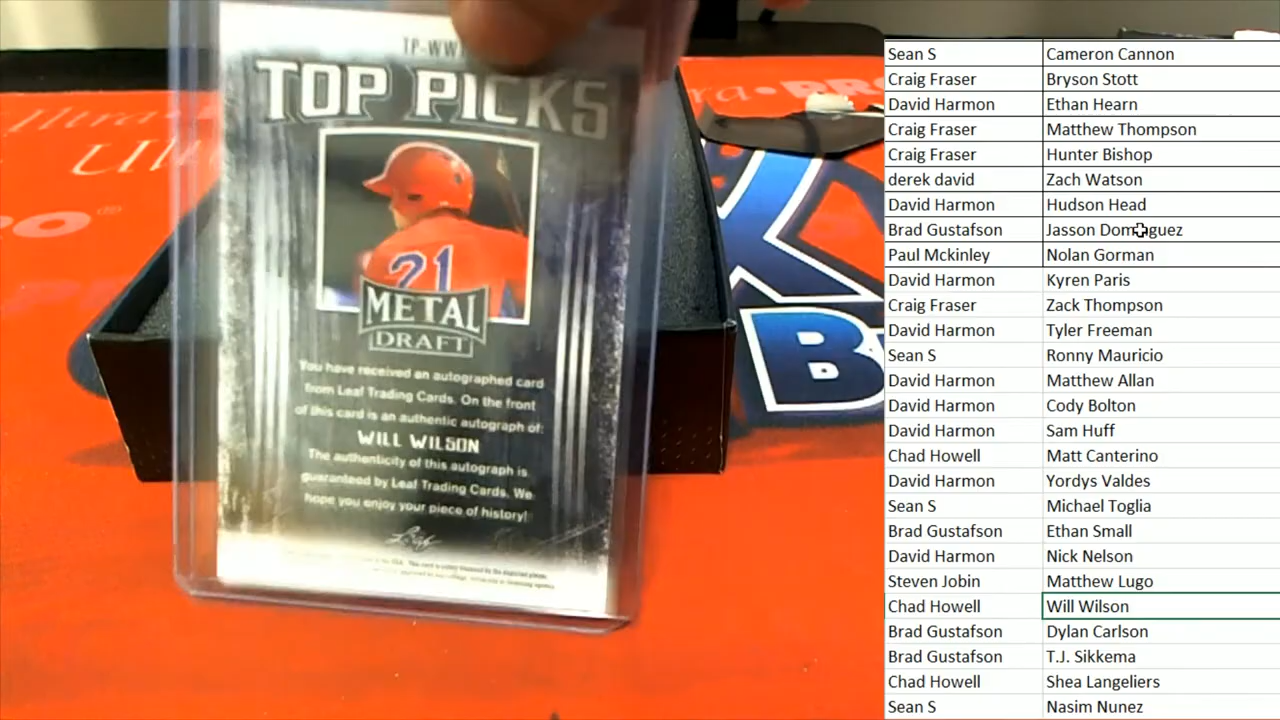 TP-WW
TOP PICKS
21
METAL
DRAFT
You have received an autographed card
from Leaf Trading Cards. On the front
of this card is an authentic autograph of:
WILL WILSON
The authenticity of this autograph is
guaranteed by Leaf Trading Cards. We
hope you enjoy your piece of history!
Leaf
Ultra PRO
Ultra
PRO
B
Sean S Cameron Cannon
Craig Fraser Bryson Stott
David Harmon Ethan Hearn
Craig Fraser Matthew Thompson
Craig Fraser Hunter Bishop
derek david Zach Watson
David Harmon Hudson Head
Brad Gustafson Jasson Dominguez
Paul Mckinley Nolan Gorman
David Harmon Kyren Paris
Craig Fraser Zack Thompson
David Harmon Tyler Freeman
Sean S Ronny Mauricio
David Harmon Matthew Allan
David Harmon Cody Bolton
David Harmon Sam Huff
Chad Howell Matt Canterino
David Harmon Yordys Valdes
Sean S Michael Toglia
Brad Gustafson Ethan Small
David Harmon Nick Nelson
Steven Jobin Matthew Lugo
Chad Howell Will Wilson
Brad Gustafson Dylan Carlson
Brad Gustafson T.J. Sikkema
Chad Howell Shea Langeliers
Sean S Nasim Nunez